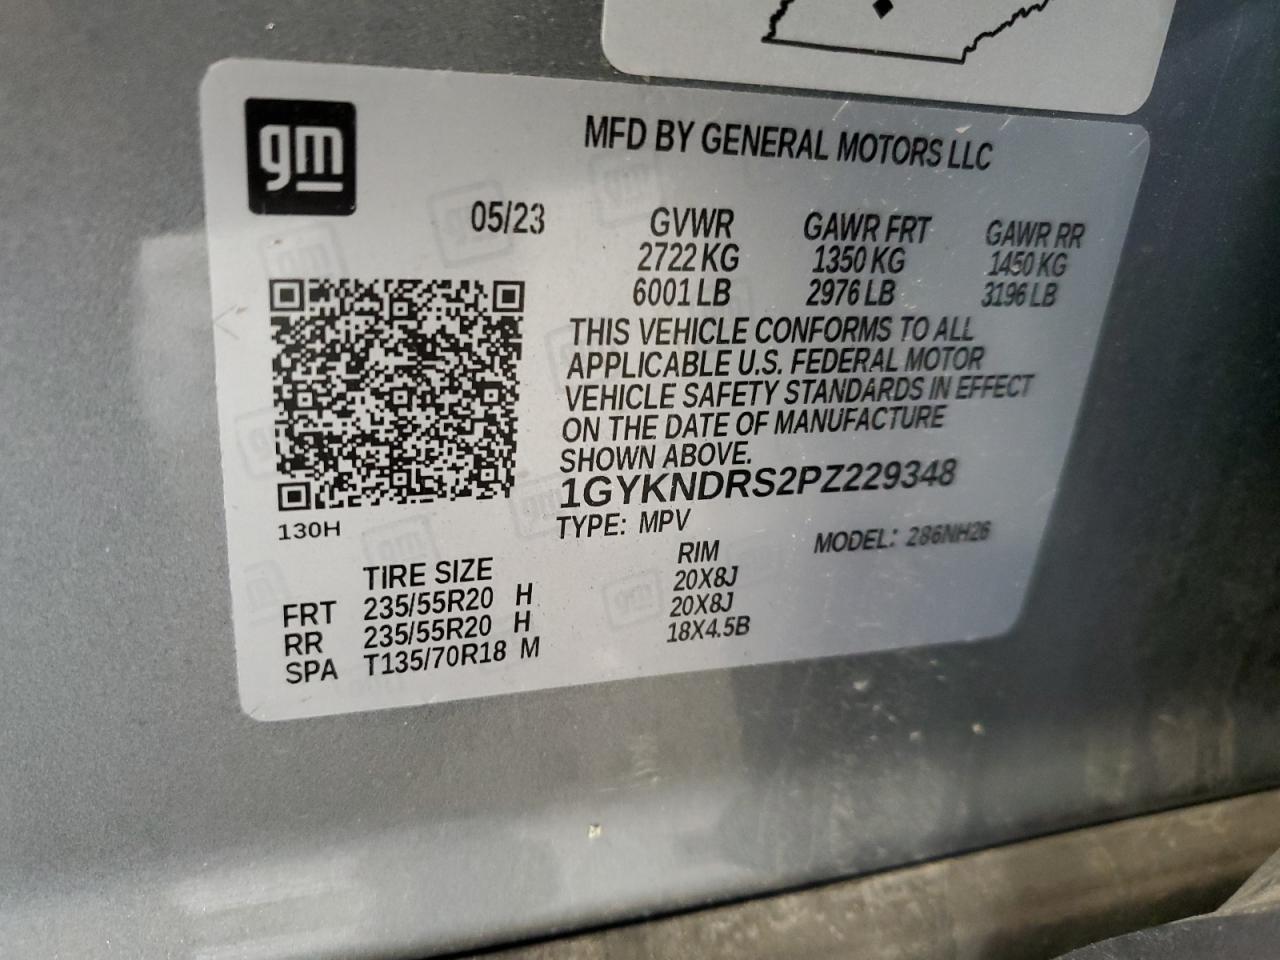 gm
MFD BY GENERAL MOTORS LLC
05/23 GVWR GAWR FRT GAWR RR
2722 KG 1350 KG 1450 KG
6001 LB 2976 LB 3196 LB
THIS VEHICLE CONFORMS TO ALL
APPLICABLE U.S. FEDERAL MOTOR
VEHICLE SAFETY STANDARDS IN EFFECT
ON THE DATE OF MANUFACTURE
SHOWN ABOVE.
1GYKNDRS2PZ229348
130H
TYPE: MPV MODEL: 286NH26
TIRE SIZE RIM
FRT 235/55R20 H 20X8J
RR 235/55R20 H 20X8J
SPA T135/70R18 M 18X4.5B